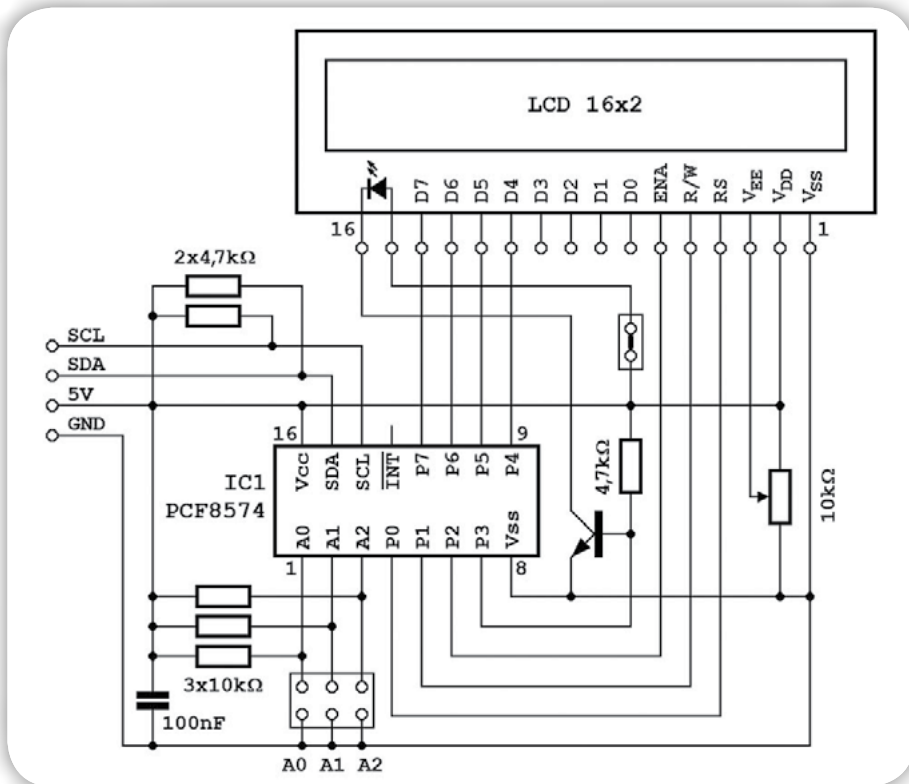 LCD 16x2
D7 D6 D5 D4 D3 D2 D1 D0 ENA R/W RS VEE VDD VSS
16 1
2x4,7kΩ
SCL
SDA
5V
GND
16 9
Vcc SDA SCL INT P7 P6 P5 P4
IC1
PCF8574
A0 A1 A2 P0 P1 P2 P3 Vss
1 8
4,7kΩ
10kΩ
3x10kΩ
100nF
A0 A1 A2